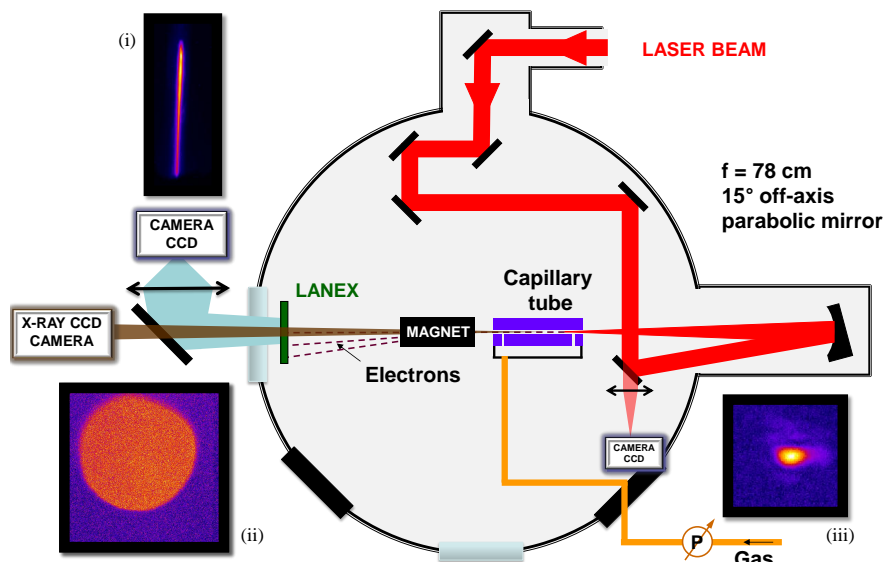 (i)
LASER BEAM
f = 78 cm
15° off-axis
parabolic mirror
CAMERA
CCD
LANEX
Capillary
tube
X-RAY CCD
CAMERA
MAGNET
Electrons
CAMERA
CCD
(ii)
(iii)
P
Gas